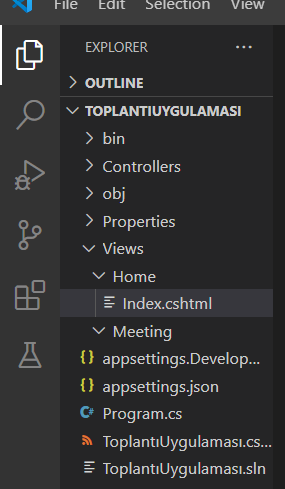 File Edit Selection View
EXPLORER ...
OUTLINE
TOPLANTIUYGULAMASI
bin
Controllers
obj
Properties
Views
Home
Index.cshtml
Meeting
{} appsettings.Develop...
{} appsettings.json
C# Program.cs
ToplantıUygulaması.cs...
ToplantıUygulaması.sln